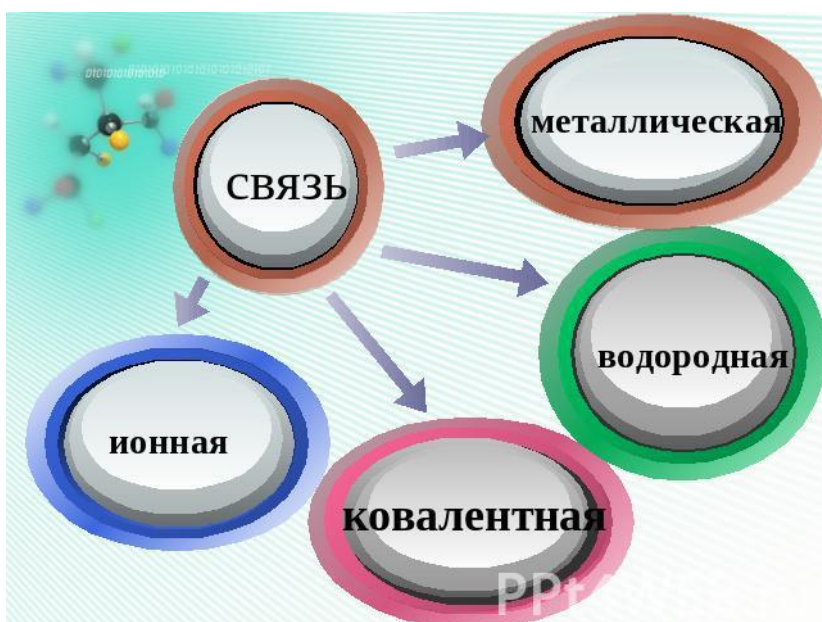 связь
металлическая
водородная
ионная
ковалентная